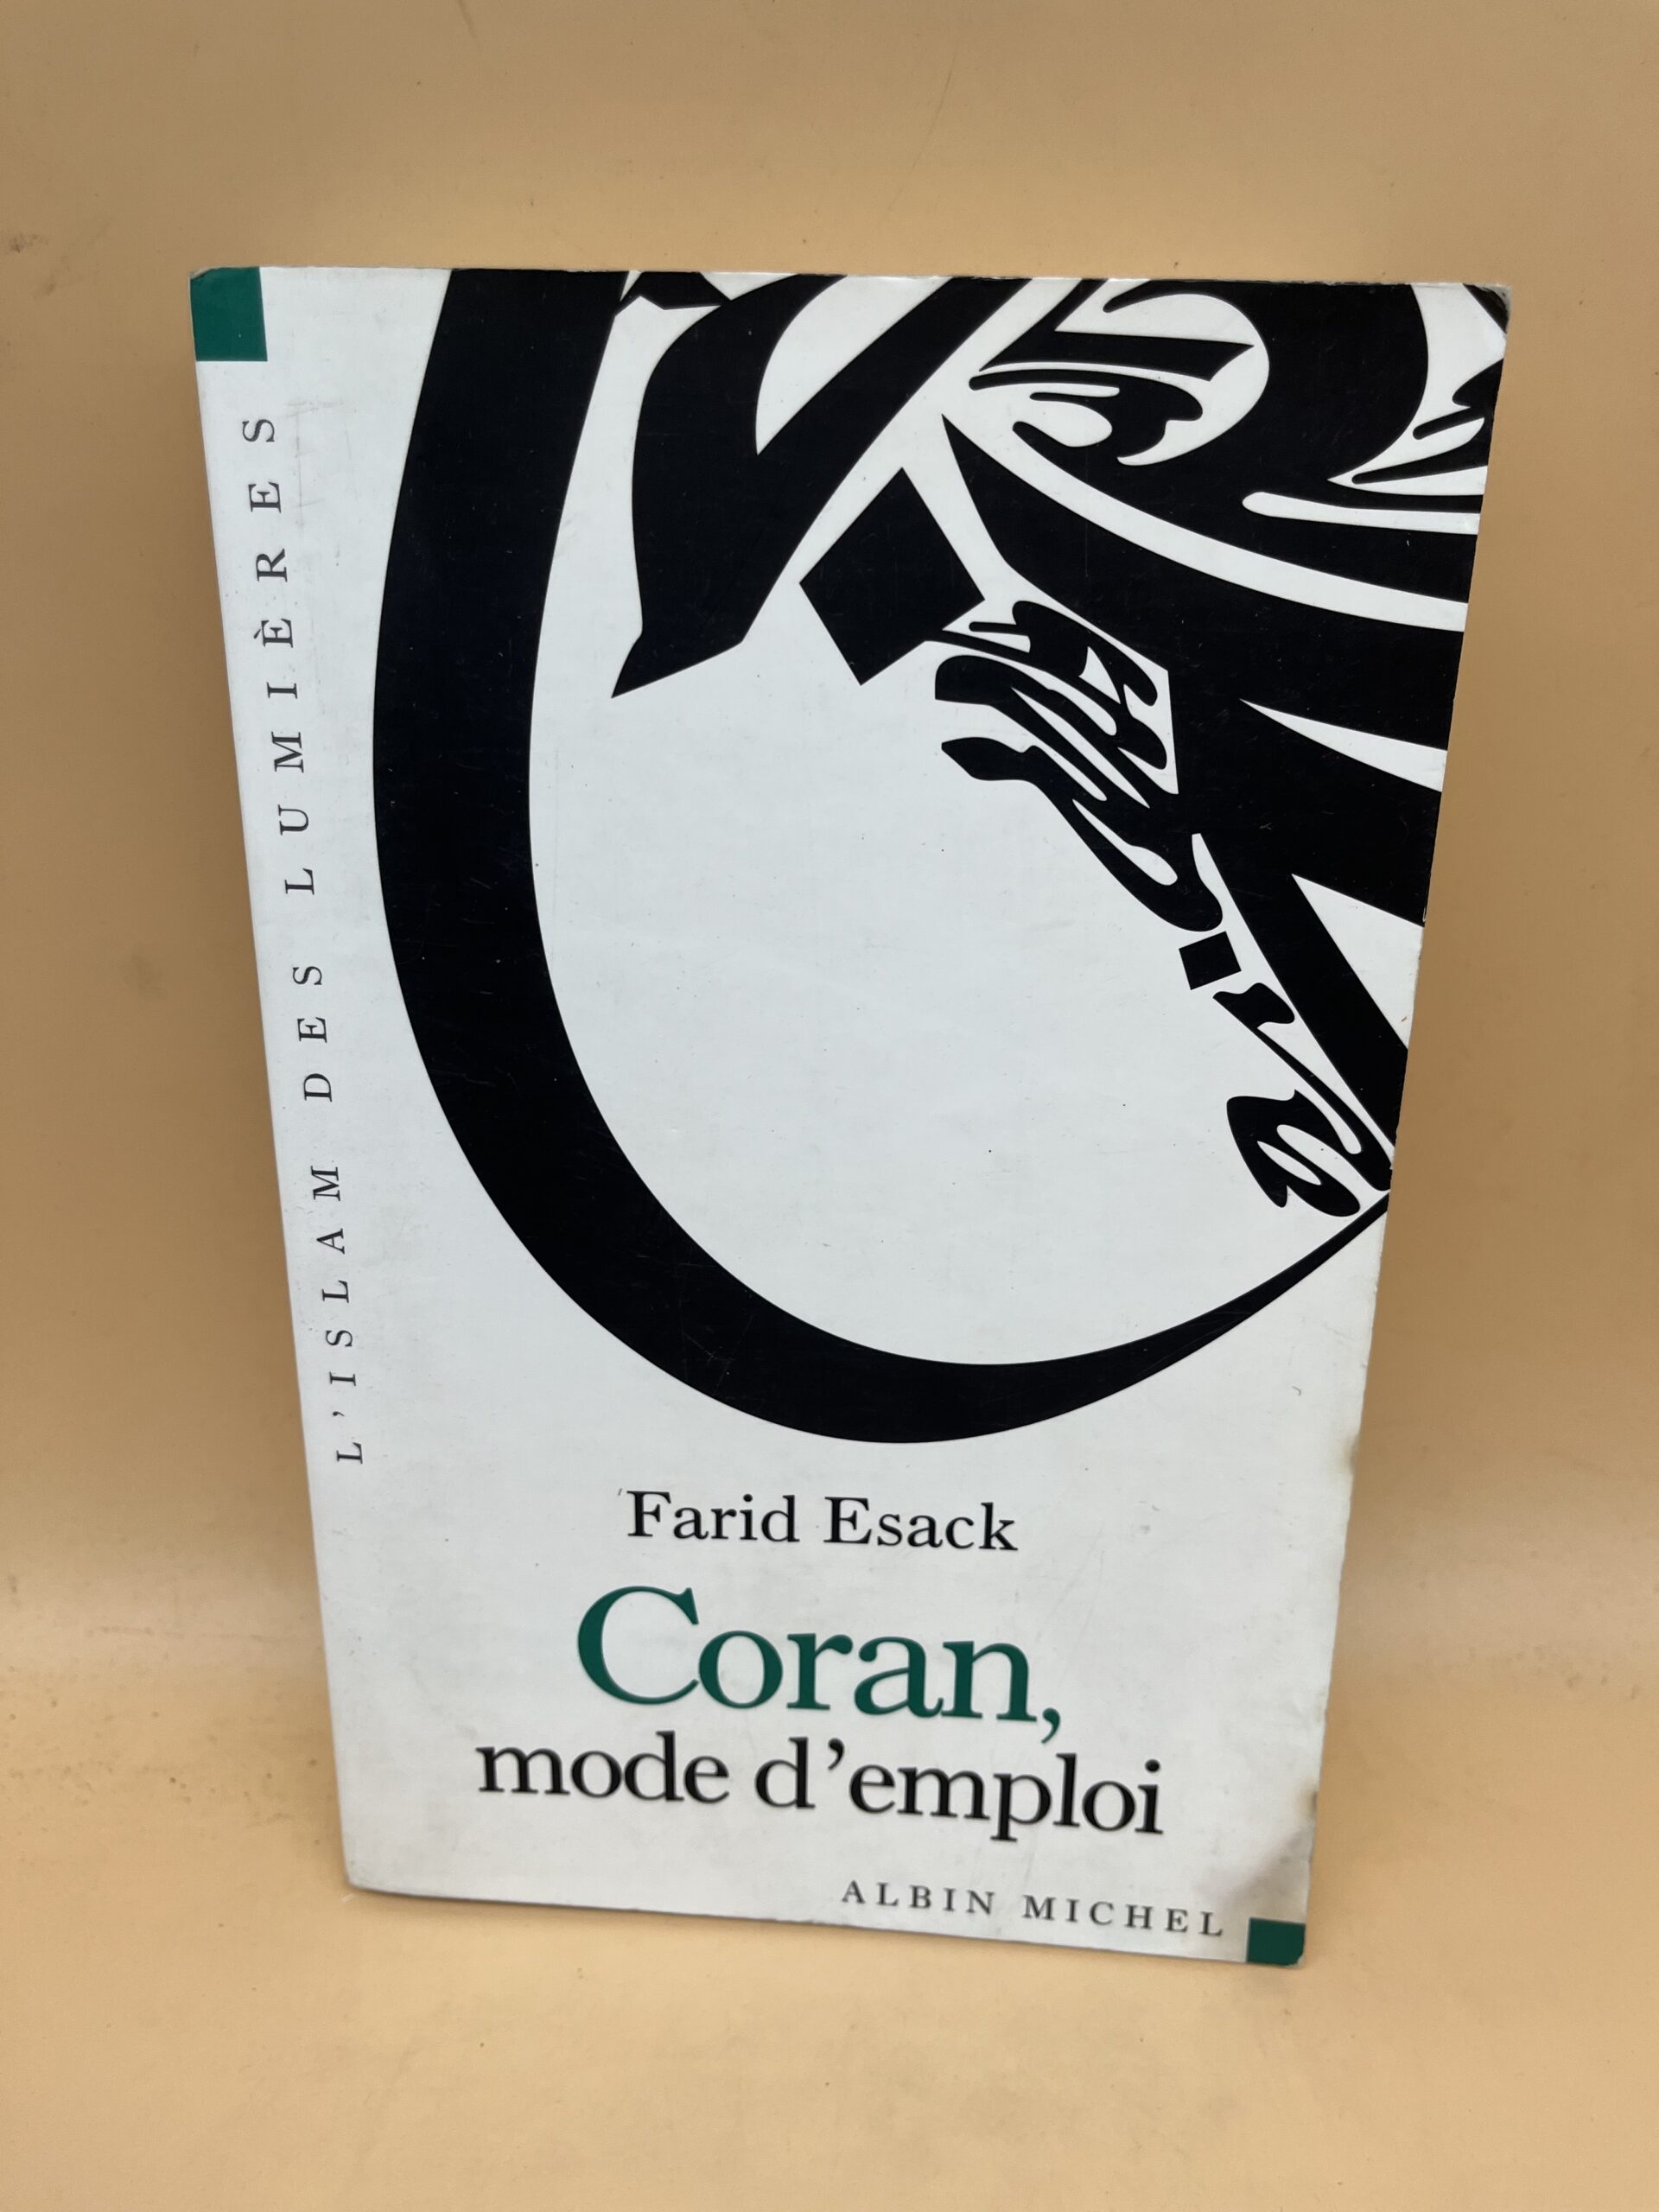 L'ISLAM DES LUMIÈRES
Farid Esack
Coran,
mode d'emploi
ALBIN MICHEL